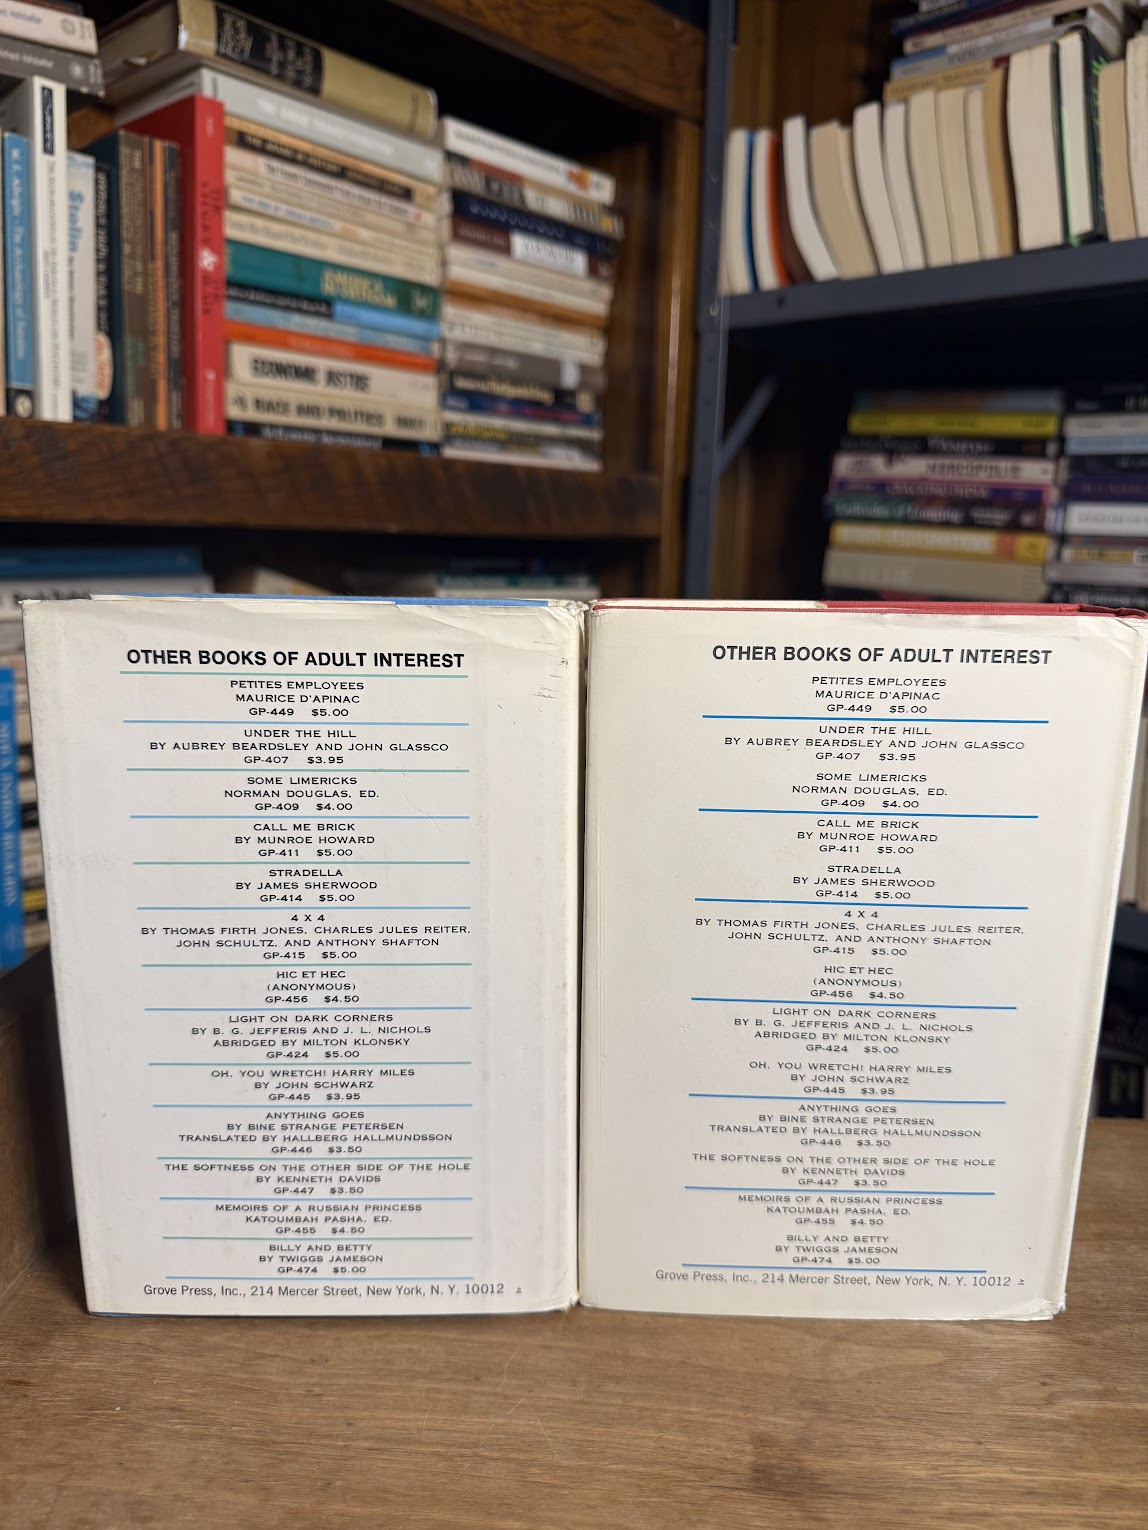 Stalin
AMERICA
IN VIETNAM
ECONOMIC
RACE AND POLITICS
NARCOPOLIS
OTHER BOOKS OF ADULT INTEREST
PETITES EMPLOYEES
MAURICE D'APINAC
GP-449 $5.00
UNDER THE HILL
BY AUBREY BEARDSLEY AND JOHN GLASSCO
GP-407 $3.95
SOME LIMERICKS
NORMAN DOUGLAS, ED.
GP-409 $4.00
CALL ME BRICK
BY MUNROE HOWARD
GP-411 $5.00
STRADELLA
BY JAMES SHERWOOD
GP-414 $5.00
4 X 4
BY THOMAS FIRTH JONES, CHARLES JULES REITER,
JOHN SCHULTZ, AND ANTHONY SHAFTON
GP-415 $5.00
HIC ET HEC
(ANONYMOUS)
GP-456 $4.50
LIGHT ON DARK CORNERS
BY B. G. JEFFERIS AND J. L. NICHOLS
ABRIDGED BY MILTON KLONSKY
GP-424 $5.00
OH, YOU WRETCH! HARRY MILES
BY JOHN SCHWARZ
GP-445 $3.95
ANYTHING GOES
BY BINE STRANGE PETERSEN
TRANSLATED BY HALLBERG HALLMUNDSSON
GP-446 $3.50
THE SOFTNESS ON THE OTHER SIDE OF THE HOLE
BY KENNETH DAVIDS
GP-447 $3.50
MEMOIRS OF A RUSSIAN PRINCESS
KATOUMBAH PASHA, ED.
GP-455 $4.50
BILLY AND BETTY
BY TWIGGS JAMESON
GP-474 $5.00
Grove Press, Inc., 214 Mercer Street, New York, N. Y. 10012
OTHER BOOKS OF ADULT INTEREST
PETITES EMPLOYEES
MAURICE D'APINAC
GP-449 $5.00
UNDER THE HILL
BY AUBREY BEARDSLEY AND JOHN GLASSCO
GP-407 $3.95
SOME LIMERICKS
NORMAN DOUGLAS, ED.
GP-409 $4.00
CALL ME BRICK
BY MUNROE HOWARD
GP-411 $5.00
STRADELLA
BY JAMES SHERWOOD
GP-414 $5.00
4 X 4
BY THOMAS FIRTH JONES, CHARLES JULES REITER,
JOHN SCHULTZ, AND ANTHONY SHAFTON
GP-415 $5.00
HIC ET HEC
(ANONYMOUS)
GP-456 $4.50
LIGHT ON DARK CORNERS
BY B. G. JEFFERIS AND J. L. NICHOLS
ABRIDGED BY MILTON KLONSKY
GP-424 $5.00
OH, YOU WRETCH! HARRY MILES
BY JOHN SCHWARZ
GP-445 $3.95
ANYTHING GOES
BY BINE STRANGE PETERSEN
TRANSLATED BY HALLBERG HALLMUNDSSON
GP-446 $3.50
THE SOFTNESS ON THE OTHER SIDE OF THE HOLE
BY KENNETH DAVIDS
GP-447 $3.50
MEMOIRS OF A RUSSIAN PRINCESS
KATOUMBAH PASHA, ED.
GP-455 $4.50
BILLY AND BETTY
BY TWIGGS JAMESON
GP-474 $5.00
Grove Press, Inc., 214 Mercer Street, New York, N. Y. 10012